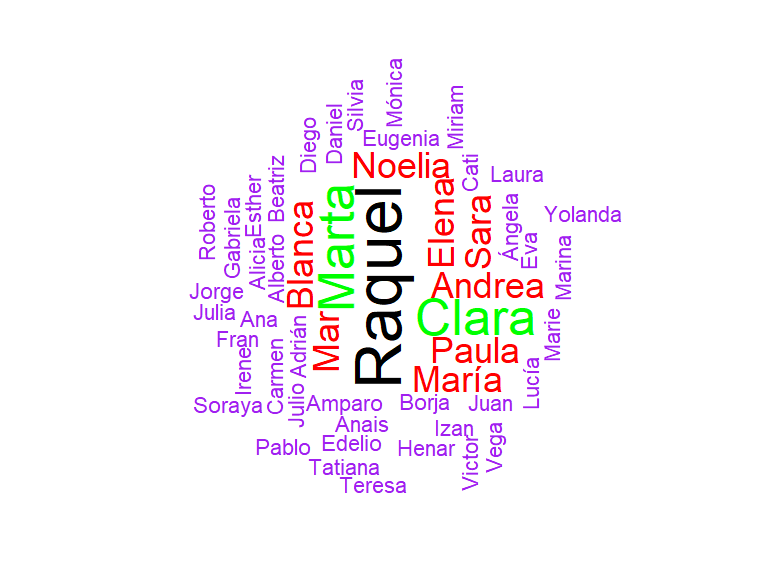 Mónica
Silvia
Daniel
Diego
Eugenia
Miriam
Noelia
Cati
Laura
Roberto
Gabriela
Esther
Beatriz
Alicia
Alberto
Blanca
Marta
Raquel
Elena
Sara
Ángela
Eva
Yolanda
Marina
Jorge
Andrea
Julia
Ana
Clara
Fran
Irene
Carmen
Adrián
Mar
Paula
Marie
María
Lucía
Soraya
Julio
Amparo
Borja
Juan
Anais
Izan
Pablo
Edelio
Henar
Victor
Vega
Tatiana
Teresa